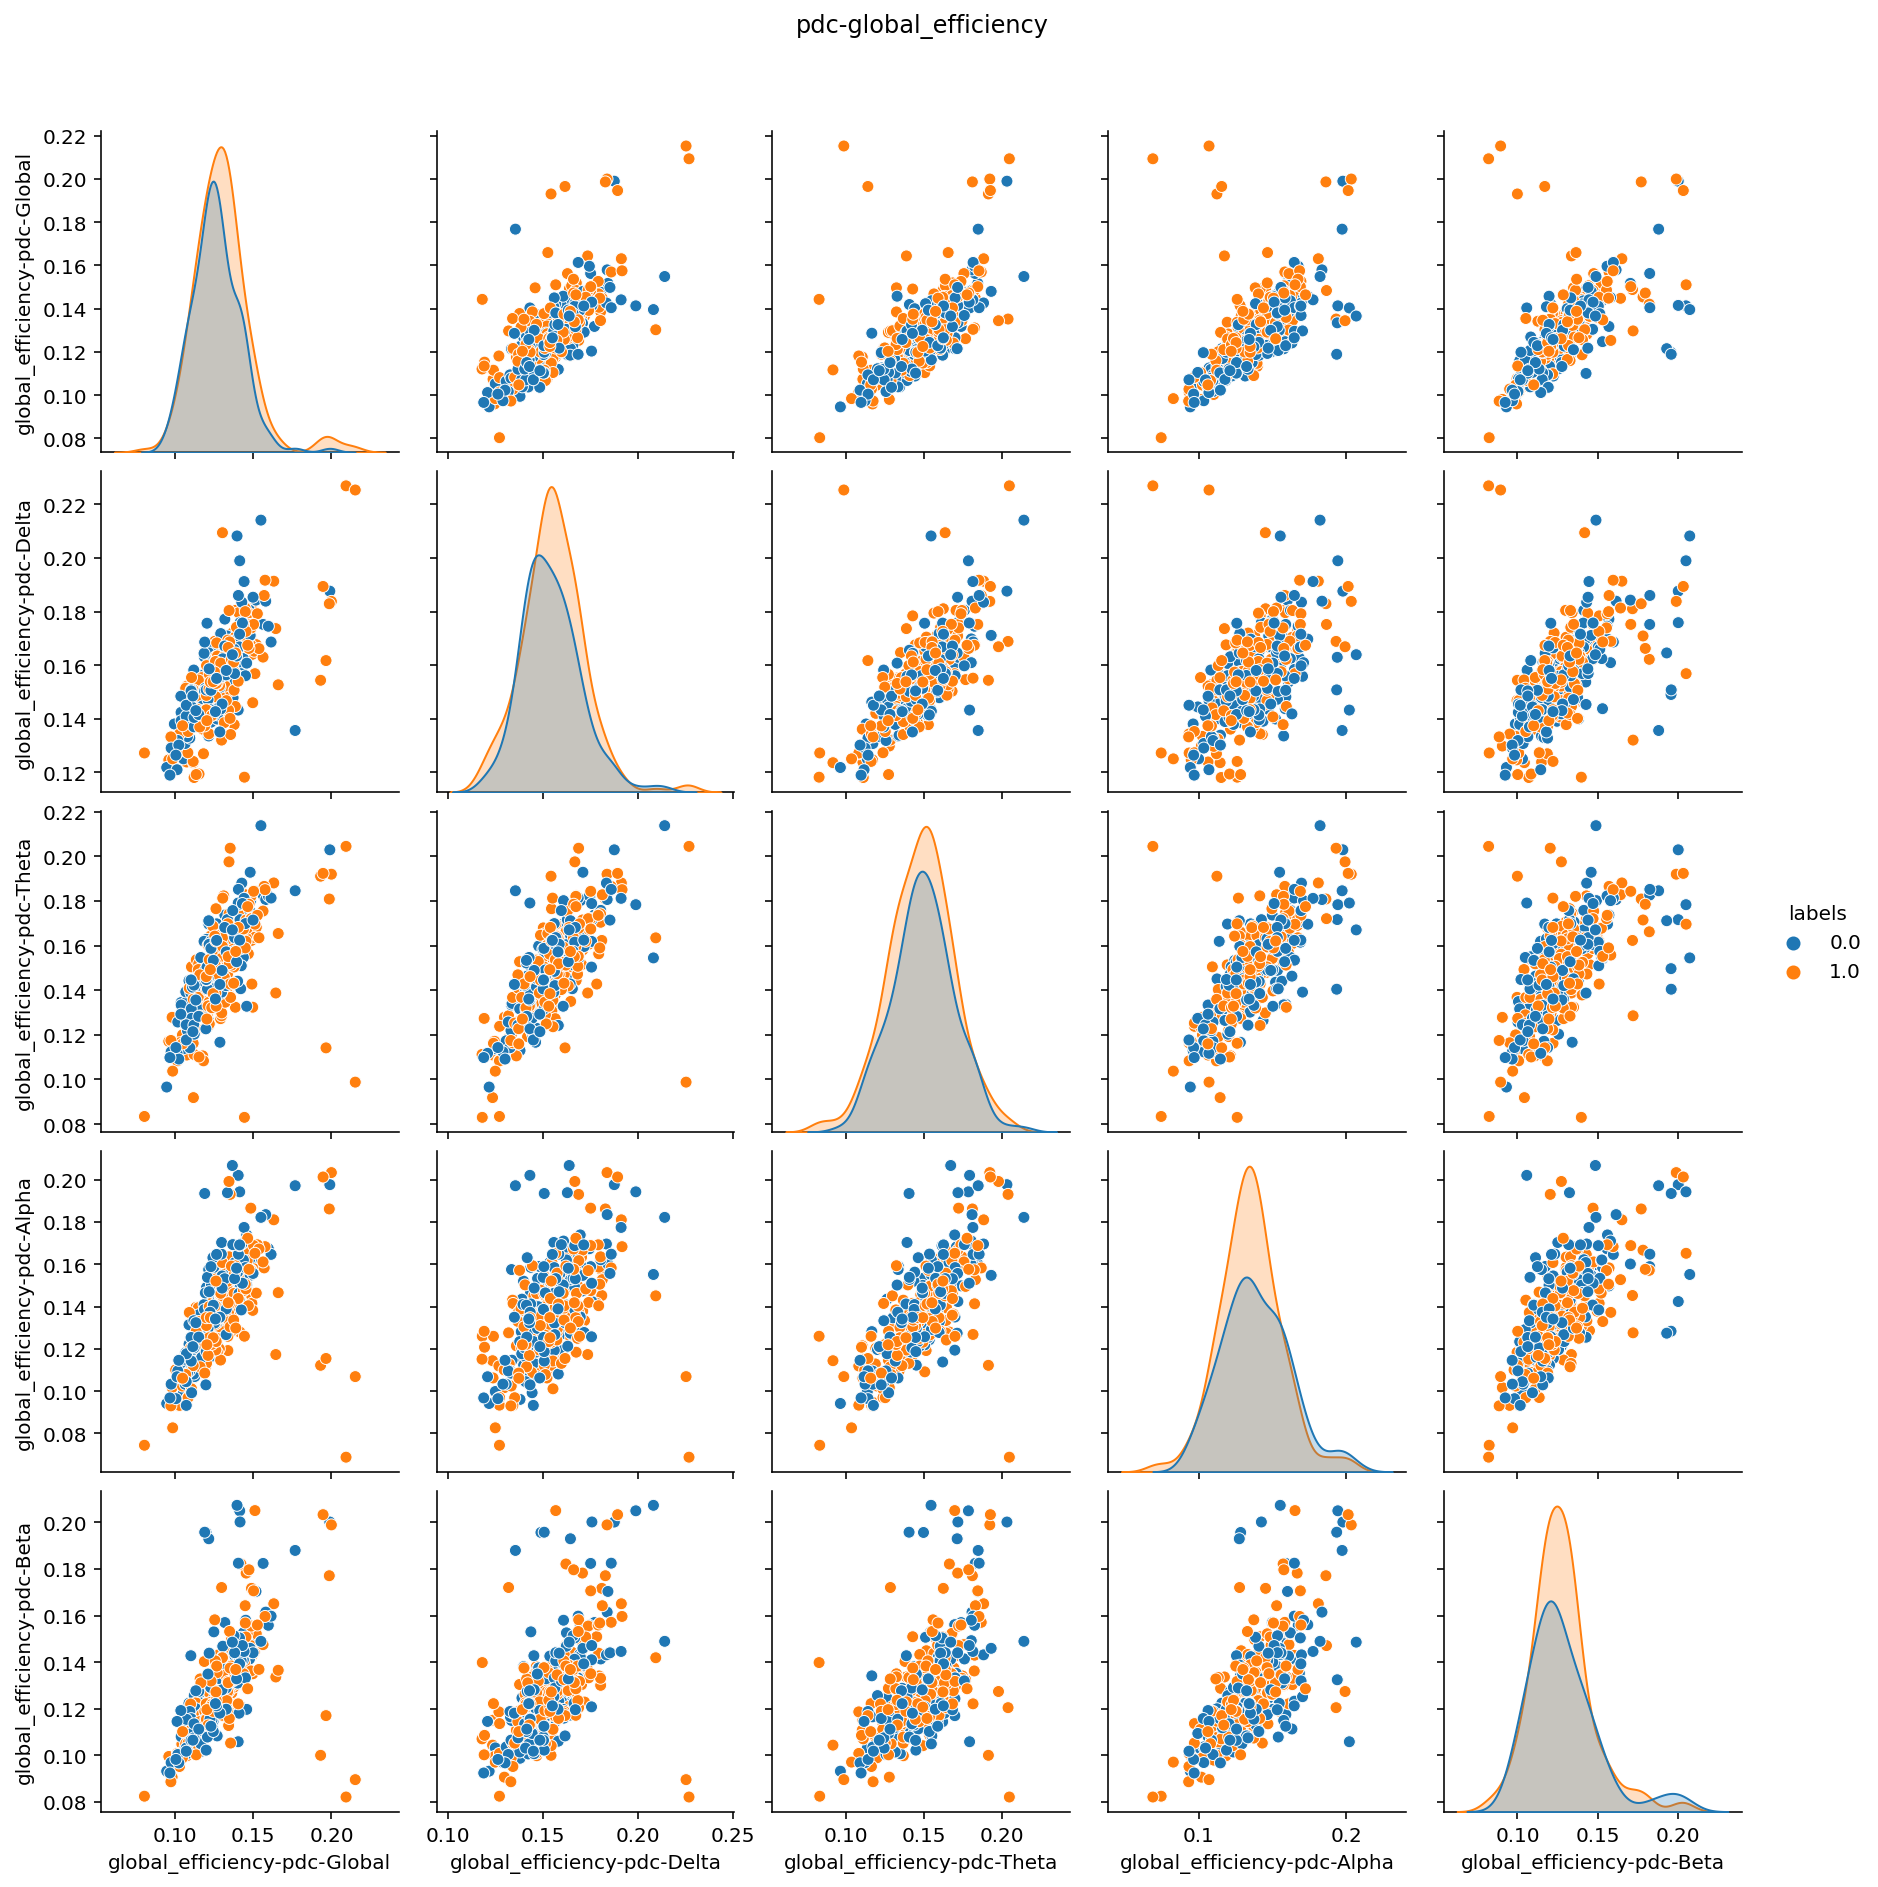 pdc-global_efficiency
global_efficiency-pdc-Global
0.22
0.20
0.18
0.16
0.14
0.12
0.10
0.08
global_efficiency-pdc-Delta
0.22
0.20
0.18
0.16
0.14
0.12
global_efficiency-pdc-Theta
0.22
0.20
0.18
0.16
0.14
0.12
0.10
0.08
labels
0.0
1.0
global_efficiency-pdc-Alpha
0.20
0.18
0.16
0.14
0.12
0.10
0.08
global_efficiency-pdc-Beta
0.20
0.18
0.16
0.14
0.12
0.10
0.08
0.10 0.15 0.20
0.10 0.15 0.20 0.25
0.10 0.15 0.20
0.1 0.2
0.10 0.15 0.20
global_efficiency-pdc-Global
global_efficiency-pdc-Delta
global_efficiency-pdc-Theta
global_efficiency-pdc-Alpha
global_efficiency-pdc-Beta